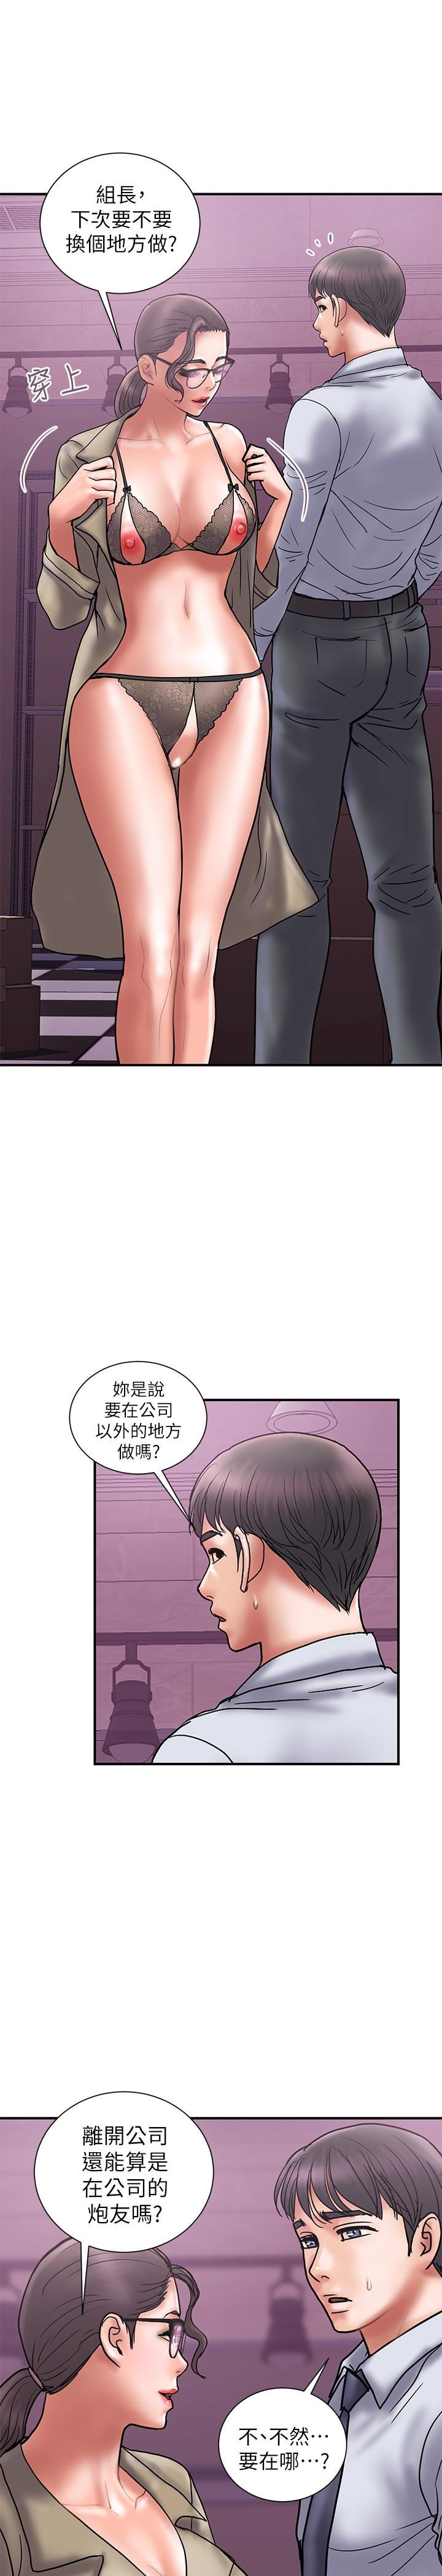 組長，
下次要不要
換個地方做?
穿上
妳是說
要在公司
以外的地方
做嗎?
離開公司
還能算是
在公司的
炮友嗎?
不、不然…
要在哪…?